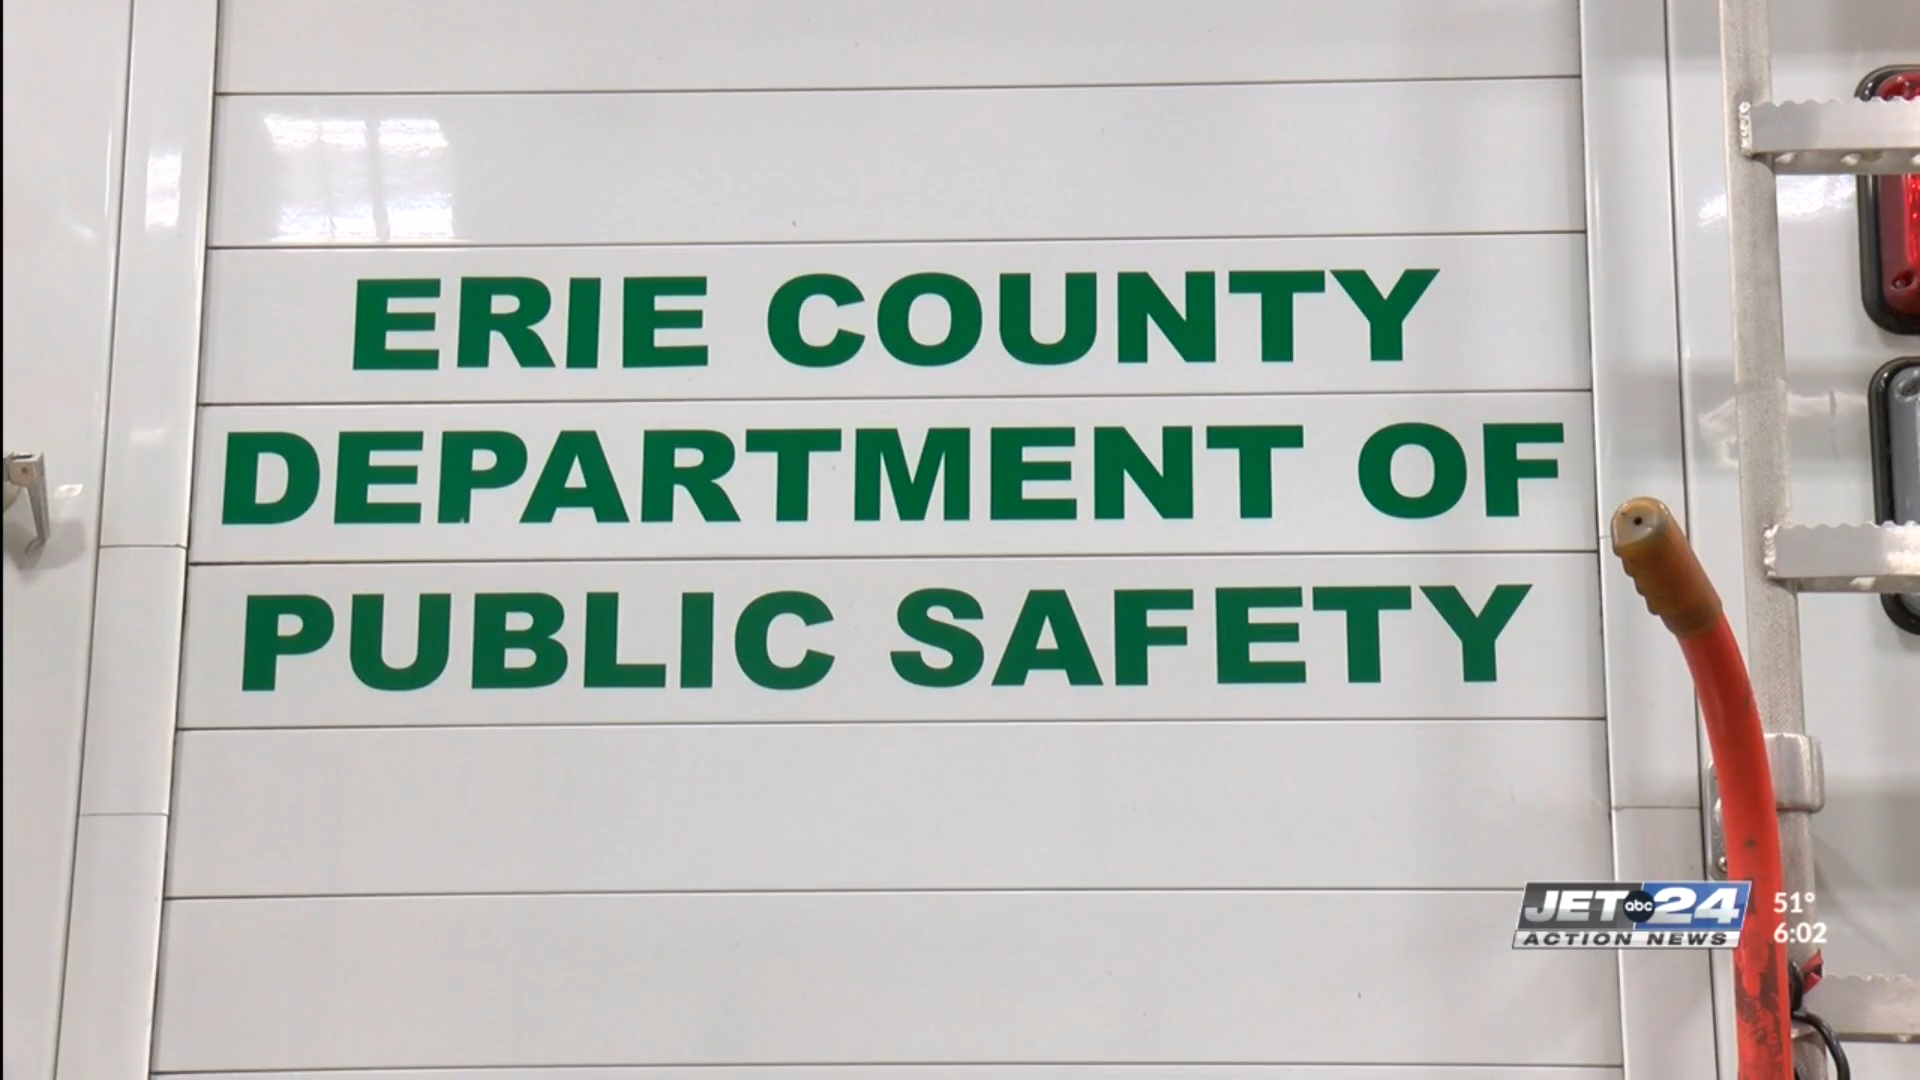 ERIE COUNTY
DEPARTMENT OF
PUBLIC SAFETY
JET abc 24
ACTION NEWS
51°
6:02